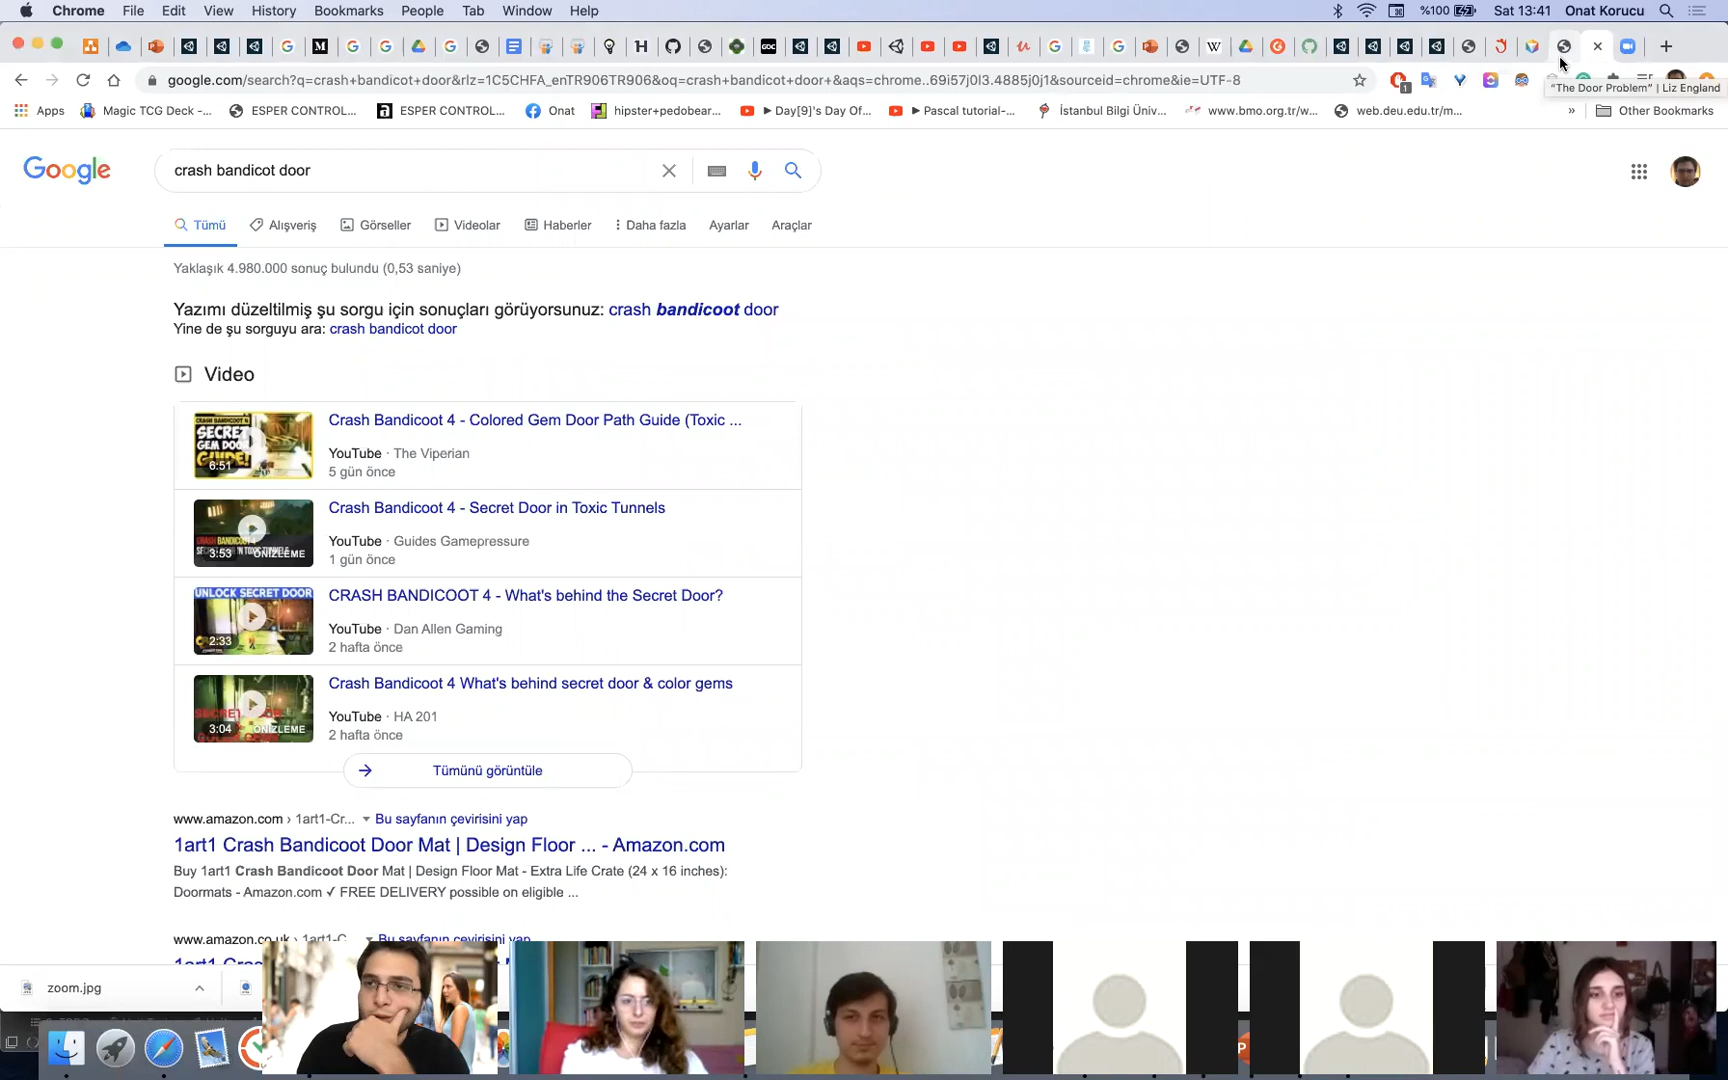 Chrome File Edit View History Bookmarks People Tab Window Help %100 Sat 13:41 Onat Korucu
google.com/search?q=crash+bandicot+door&rlz=1C5CHFA_enTR906TR906&oq=crash+bandicot+door+&aqs=chrome..69i57j0l3.4885j0j1&sourceid=chrome&ie=UTF-8
"The Door Problem" | Liz England
Apps Magic TCG Deck -... ESPER CONTROL... ESPER CONTROL... Onat hipster+pedobear... ►Day[9]'s Day Of... ►Pascal tutorial-... İstanbul Bilgi Üniv... www.bmo.org.tr/w... web.deu.edu.tr/m... » Other Bookmarks
Google crash bandicot door
Tümü Alışveriş Görseller Videolar Haberler Daha fazla Ayarlar Araçlar
Yaklaşık 4.980.000 sonuç bulundu (0,53 saniye)
Yazımı düzeltilmiş şu sorgu için sonuçları görüyorsunuz: crash bandicoot door
Yine de şu sorguyu ara: crash bandicot door
Video
SECRET
GEM DOOR
6:51
Crash Bandicoot 4 - Colored Gem Door Path Guide (Toxic ...
YouTube · The Viperian
5 gün önce
3:53 ÖNİZLEME
Crash Bandicoot 4 - Secret Door in Toxic Tunnels
YouTube · Guides Gamepressure
1 gün önce
UNLOCK SECRET DOOR
2:33
CRASH BANDICOOT 4 - What's behind the Secret Door?
YouTube · Dan Allen Gaming
2 hafta önce
3:04 ÖNİZLEME
Crash Bandicoot 4 What's behind secret door & color gems
YouTube · HA 201
2 hafta önce
Tümünü görüntüle
www.amazon.com › 1art1-Cr... Bu sayfanın çevirisini yap
1art1 Crash Bandicoot Door Mat | Design Floor ... - Amazon.com
Buy 1art1 Crash Bandicoot Door Mat | Design Floor Mat - Extra Life Crate (24 x 16 inches):
Doormats - Amazon.com ✓ FREE DELIVERY possible on eligible ...
www.amazon.co.uk › 1art1-C... Bu sayfanın çevirisini yap
zoom.jpg